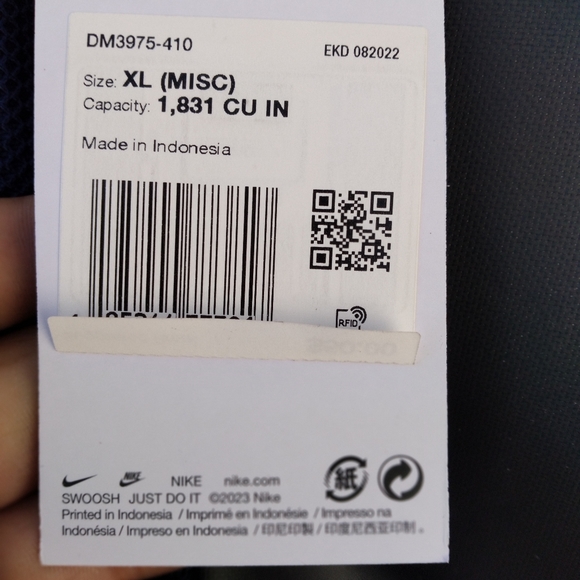 DM3975-410
EKD 082022
Size: XL (MISC)
Capacity: 1,831 CU IN
Made in Indonesia
RFID
紙
NIKE
NIKE nike.com
SWOOSH JUST DO IT ©2023 Nike
Printed in Indonesia / Imprimé en Indonésie / Impresso na
Indonésia / Impreso en Indonesia / 印尼印製 / 印度尼西亚印制。